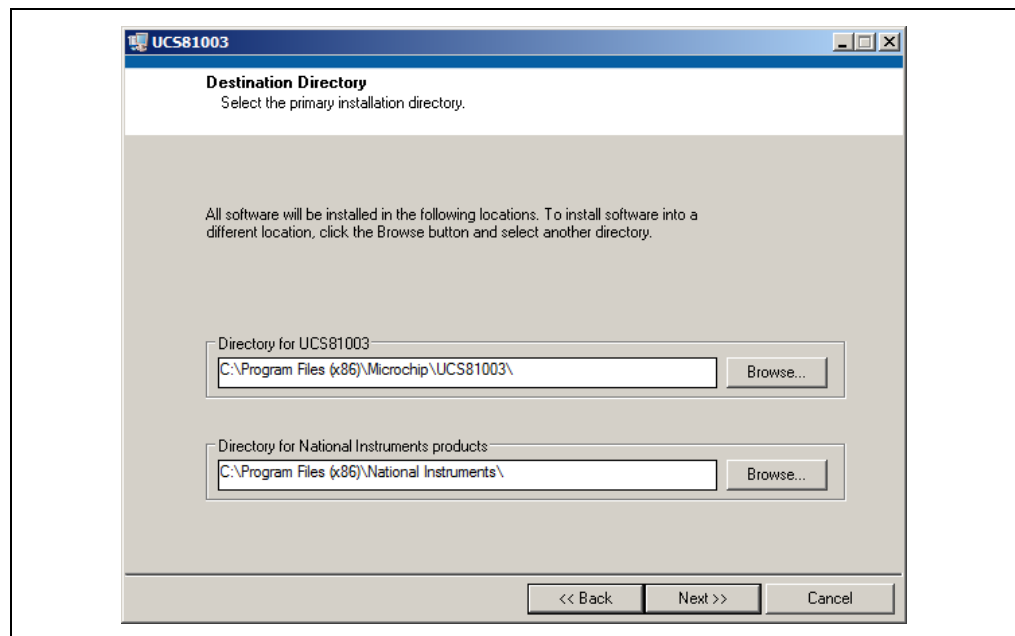 UCS81003
Destination Directory
Select the primary installation directory.
All software will be installed in the following locations. To install software into a
different location, click the Browse button and select another directory.
Directory for UCS81003
C:\Program Files (x86)\Microchip\UCS81003\
Browse...
Directory for National Instruments products
C:\Program Files (x86)\National Instruments\
Browse...
<< Back
Next >>
Cancel